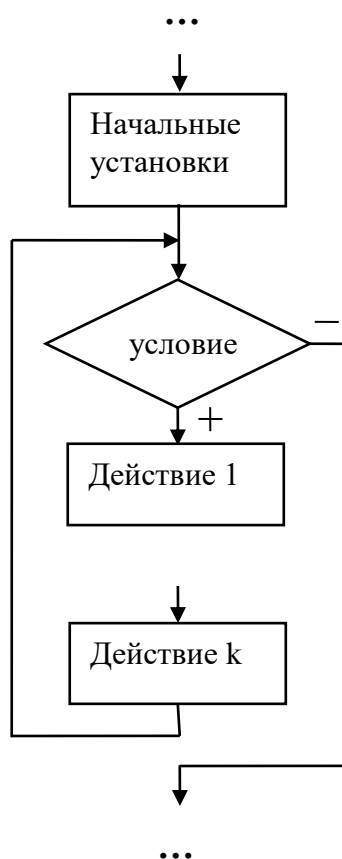 ...
Начальные
установки
условие
−
+
Действие 1
Действие k
...